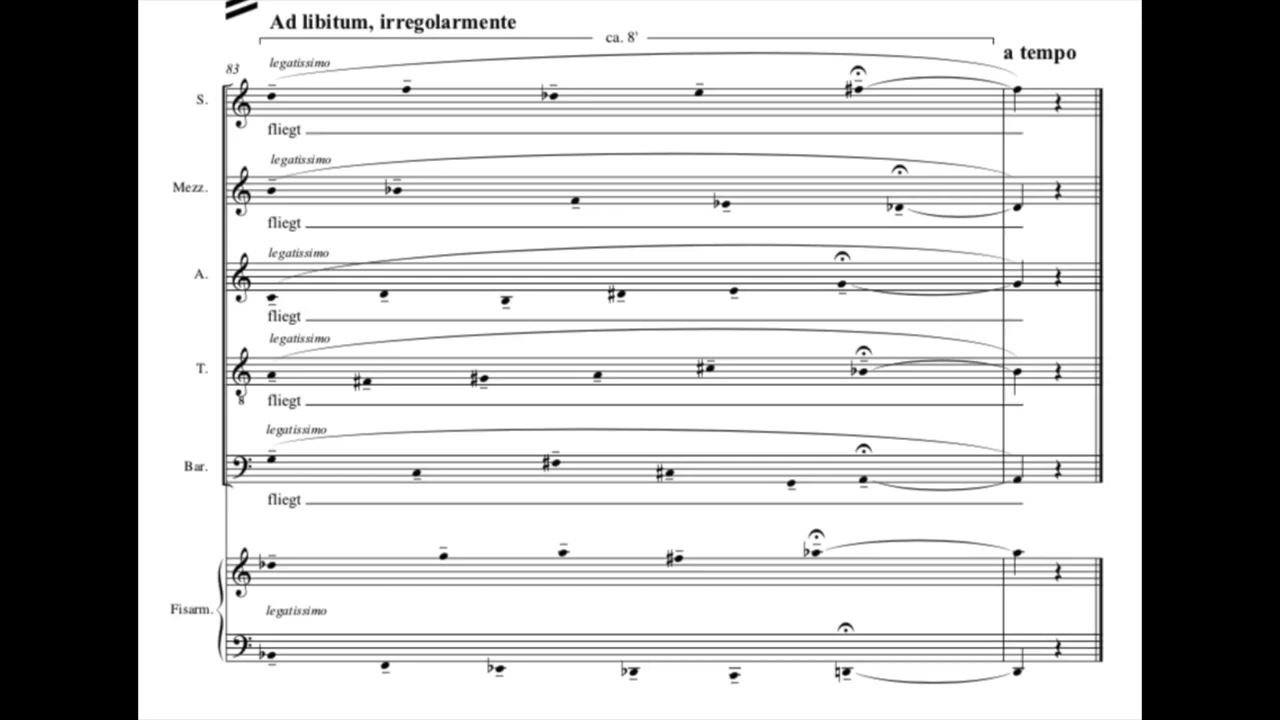 Ad libitum, irregolarmente
ca. 8'
a tempo
83
legatissimo
S.
fliegt
legatissimo
Mezz.
fliegt
legatissimo
A.
fliegt
legatissimo
T.
8
fliegt
legatissimo
Bar.
fliegt
Fisarm.
legatissimo